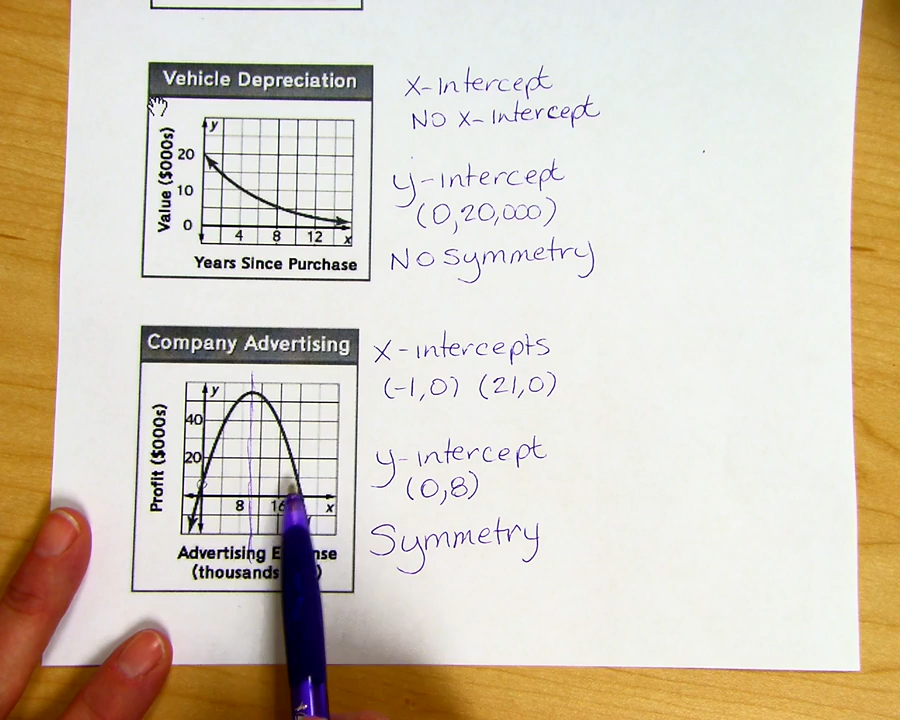 Vehicle Depreciation
Value ($000s)
y
20
10
0
4 8 12 x
Years Since Purchase
X-Intercept
NO X-Intercept
y-intercept
(0,20,000)
NO Symmetry
Company Advertising
Profit ($000s)
y
40
20
8 16 x
Advertising
(thousands
X-intercepts
(-1,0) (21,0)
y-intercept
(0,8)
Symmetry